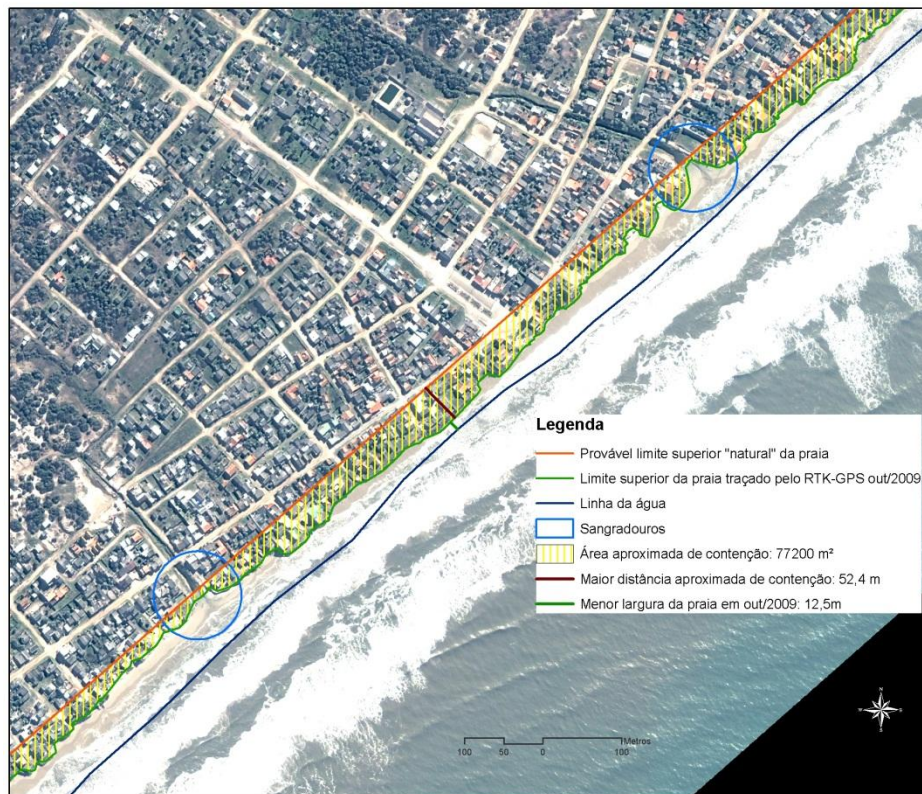 Legenda
Provável limite superior "natural" da praia
Limite superior da praia traçado pelo RTK-GPS out/2009
Linha da água
Sangradouros
Área aproximada de contenção: 77200 m²
Maior distância aproximada de contenção: 52,4 m
Menor largura da praia em out/2009: 12,5m
N
Metros
100 50 0 100